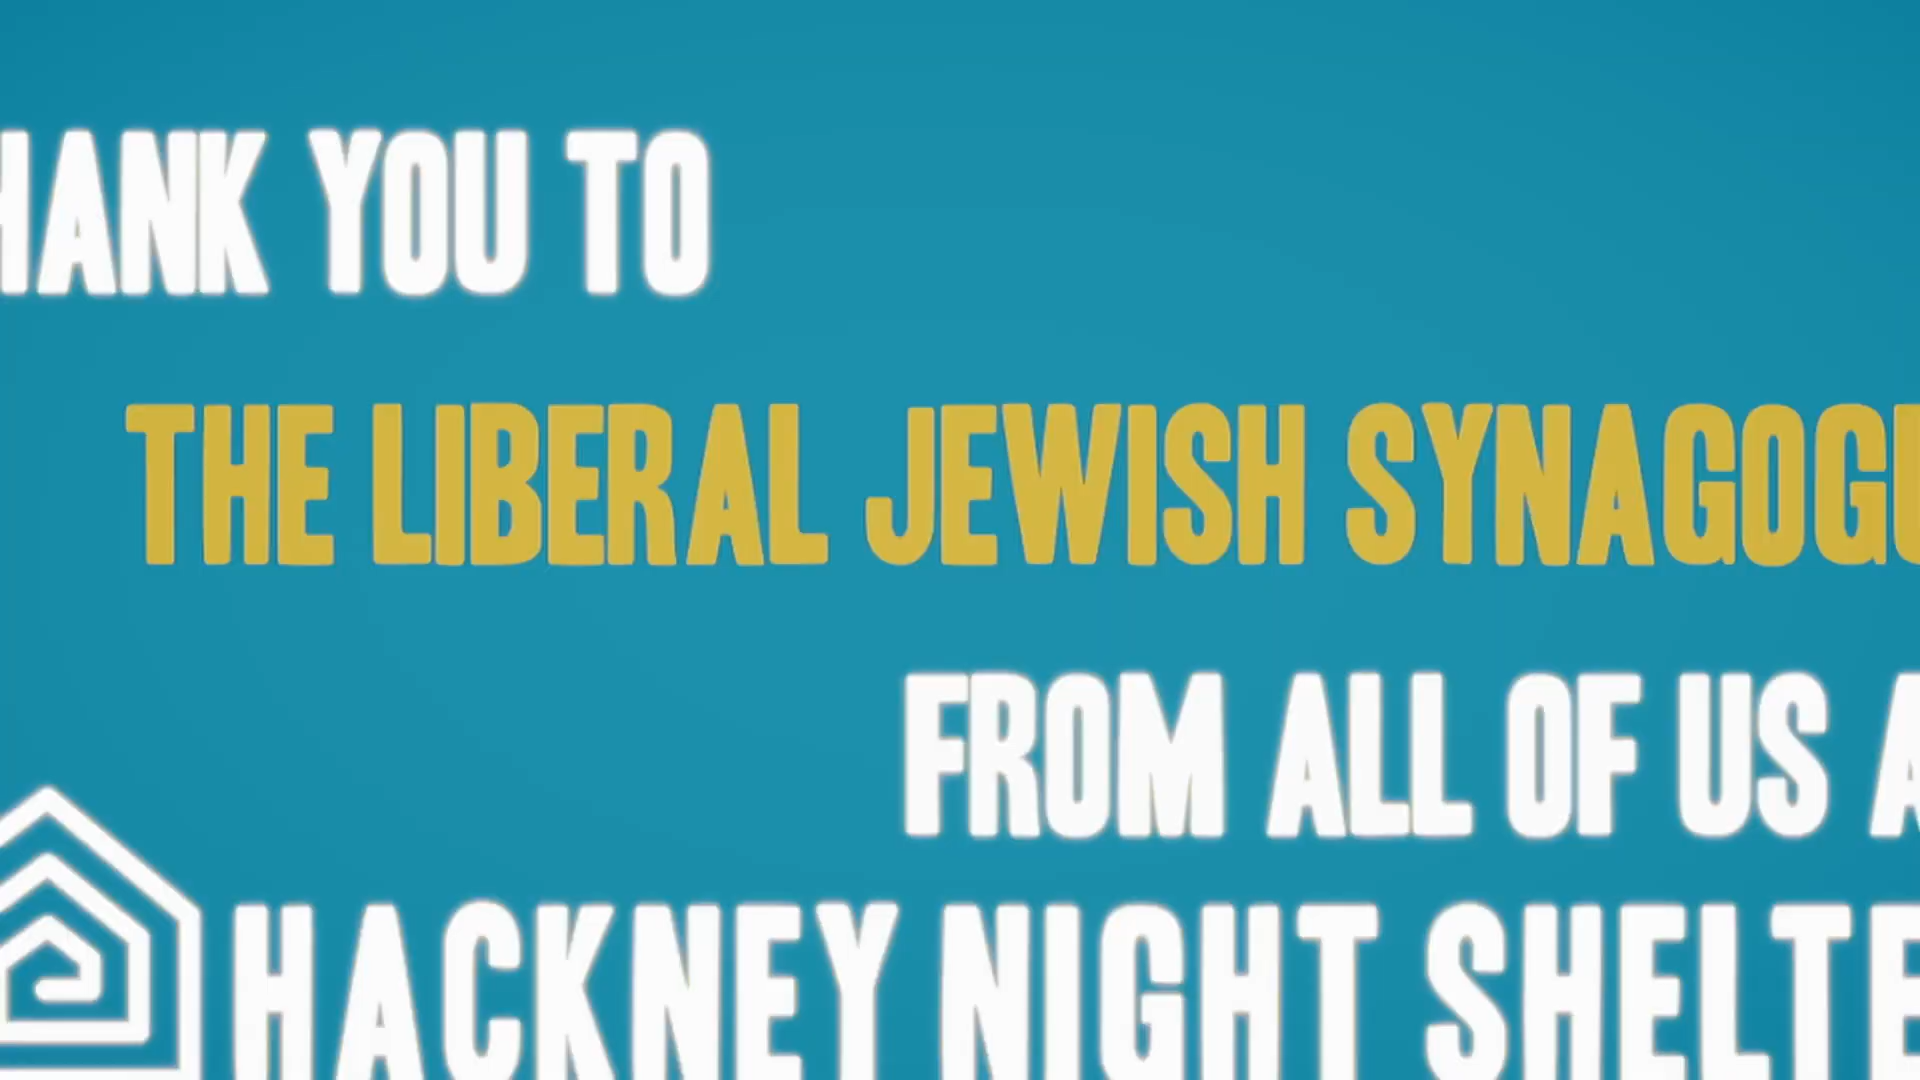 HANK YOU TO
THE LIBERAL JEWISH SYNAGOGU
FROM ALL OF US A
HACKNEY NIGHT SHELTE